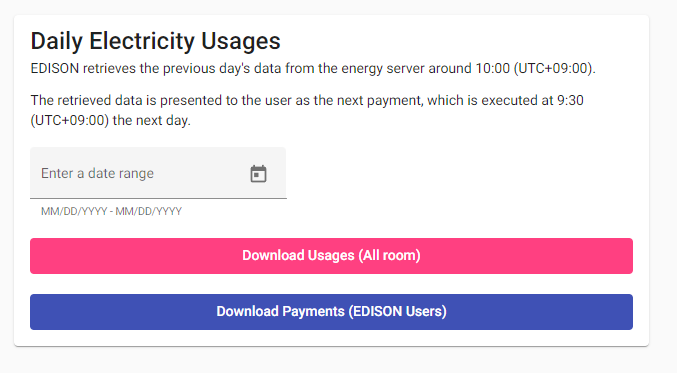 Daily Electricity Usages
EDISON retrieves the previous day's data from the energy server around 10:00 (UTC+09:00).
The retrieved data is presented to the user as the next payment, which is executed at 9:30
(UTC+09:00) the next day.
Enter a date range
MM/DD/YYYY - MM/DD/YYYY
Download Usages (All room)
Download Payments (EDISON Users)